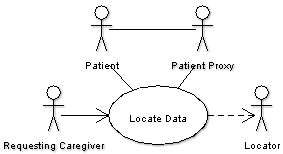 Patient
Patient Proxy
Locate Data
Requesting Caregiver
Locator